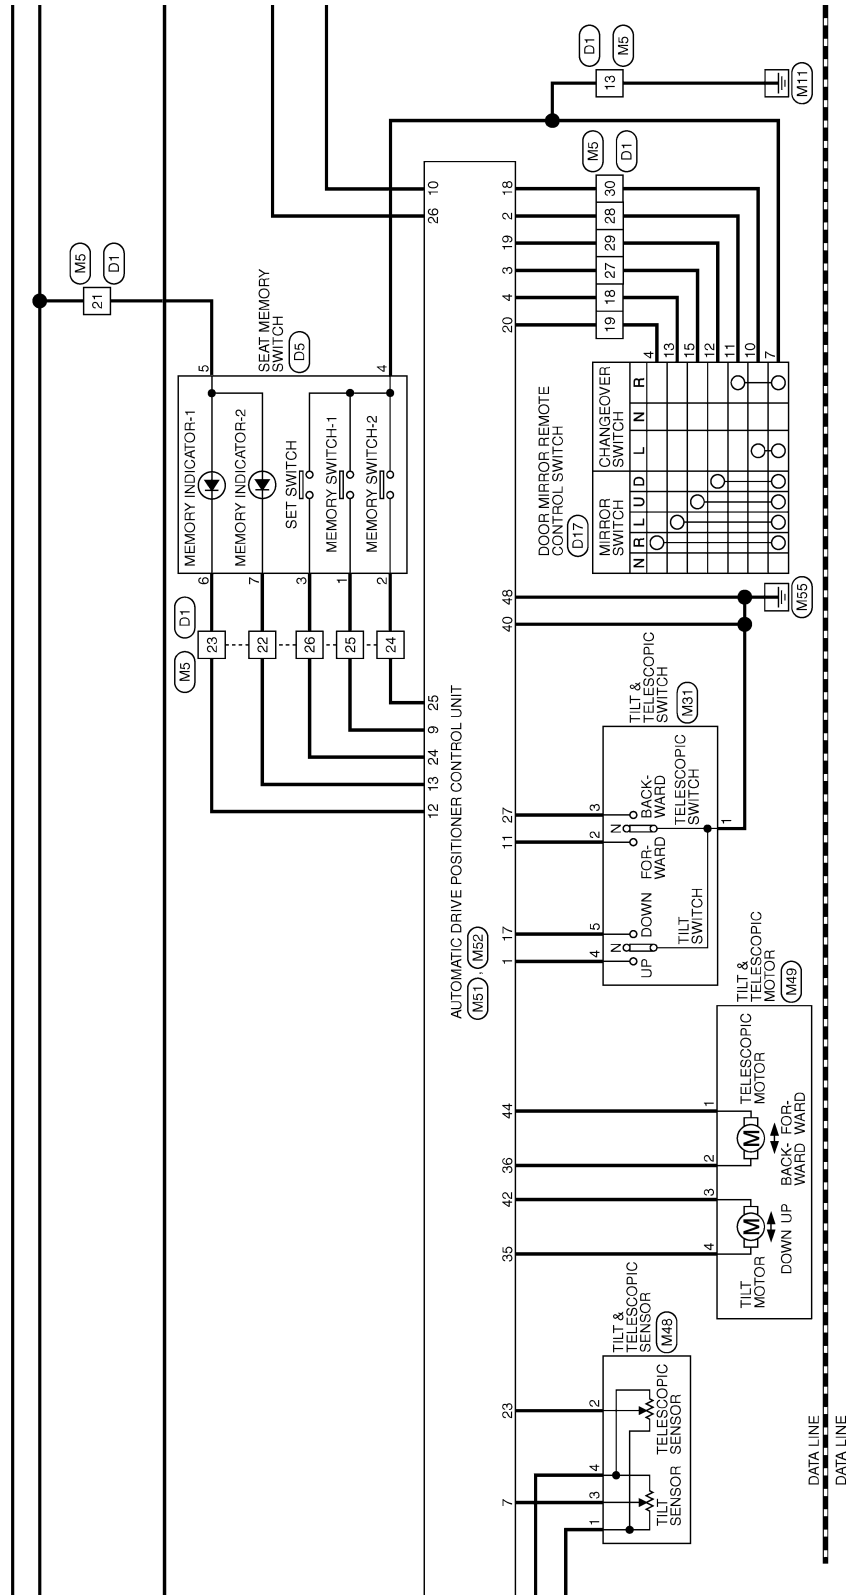 D1
M5
13
M11
M5
D1
10
26
18
2
19
3
4
20
30
28
29
27
18
19
M5
D1
21
SEAT MEMORY
SWITCH
D5
5
4
MEMORY INDICATOR-1
MEMORY INDICATOR-2
SET SWITCH
MEMORY SWITCH-1
MEMORY SWITCH-2
6
7
3
1
2
D1
M5
23
22
26
25
24
25
9
24
13
12
DOOR MIRROR REMOTE
CONTROL SWITCH
D17
4
13
15
12
11
10
7
MIRROR
SWITCH
CHANGEOVER
SWITCH
N
R
L
U
D
L
N
R
48
40
M55
AUTOMATIC DRIVE POSITIONER CONTROL UNIT
M51 , M52
TILT &
TELESCOPIC
SWITCH
M31
27
11
17
1
3
2
5
4
1
N
BACK-
WARD
FOR-
WARD
TELESCOPIC
SWITCH
N
DOWN
UP
TILT
SWITCH
TILT &
TELESCOPIC
MOTOR
M49
44
36
42
35
1
2
3
4
TELESCOPIC
MOTOR
M
BACK-
WARD
FOR-
WARD
M
DOWN UP
TILT
MOTOR
TILT &
TELESCOPIC
SENSOR
M48
23
7
2
4
3
1
TELESCOPIC
SENSOR
TILT
SENSOR
DATA LINE
DATA LINE